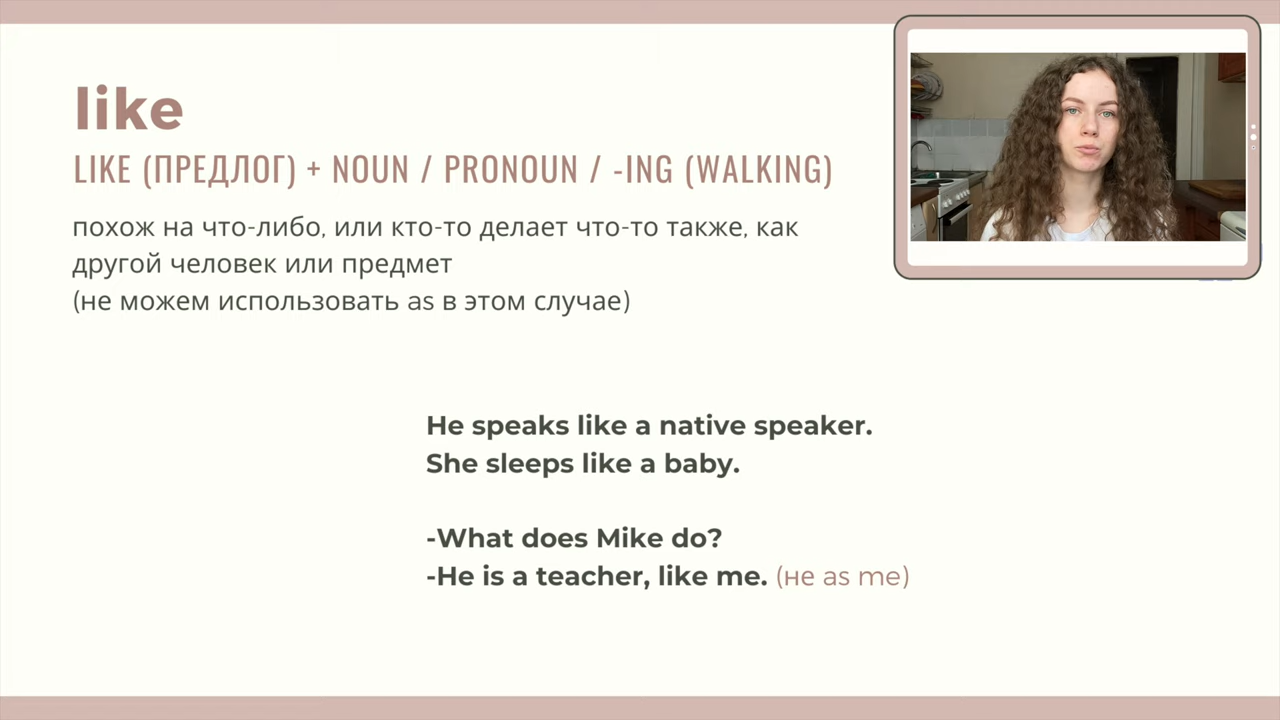 like
LIKE (ПРЕДЛОГ) + NOUN / PRONOUN / -ING (WALKING)
похож на что-либо, или кто-то делает что-то также, как
другой человек или предмет
(не можем использовать as в этом случае)
He speaks like a native speaker.
She sleeps like a baby.
-What does Mike do?
-He is a teacher, like me. (не as me)